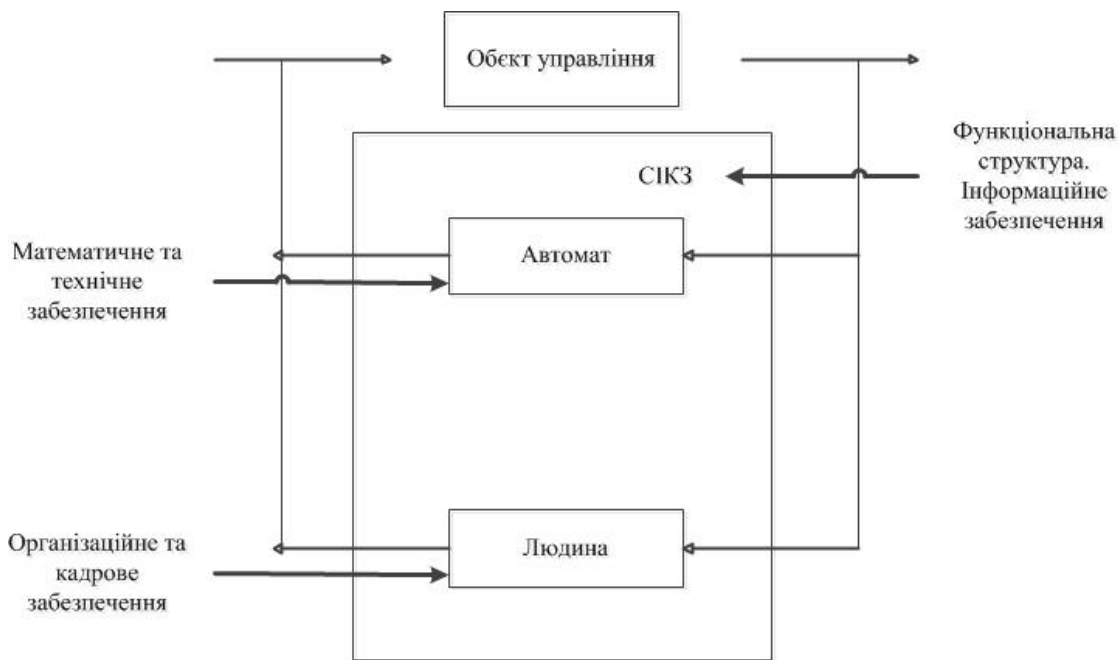 Обєкт управління
Функціональна
структура.
Інформаційне
забезпечення
СІКЗ
Автомат
Математичне та
технічне
забезпечення
Людина
Організаційне та
кадрове
забезпечення